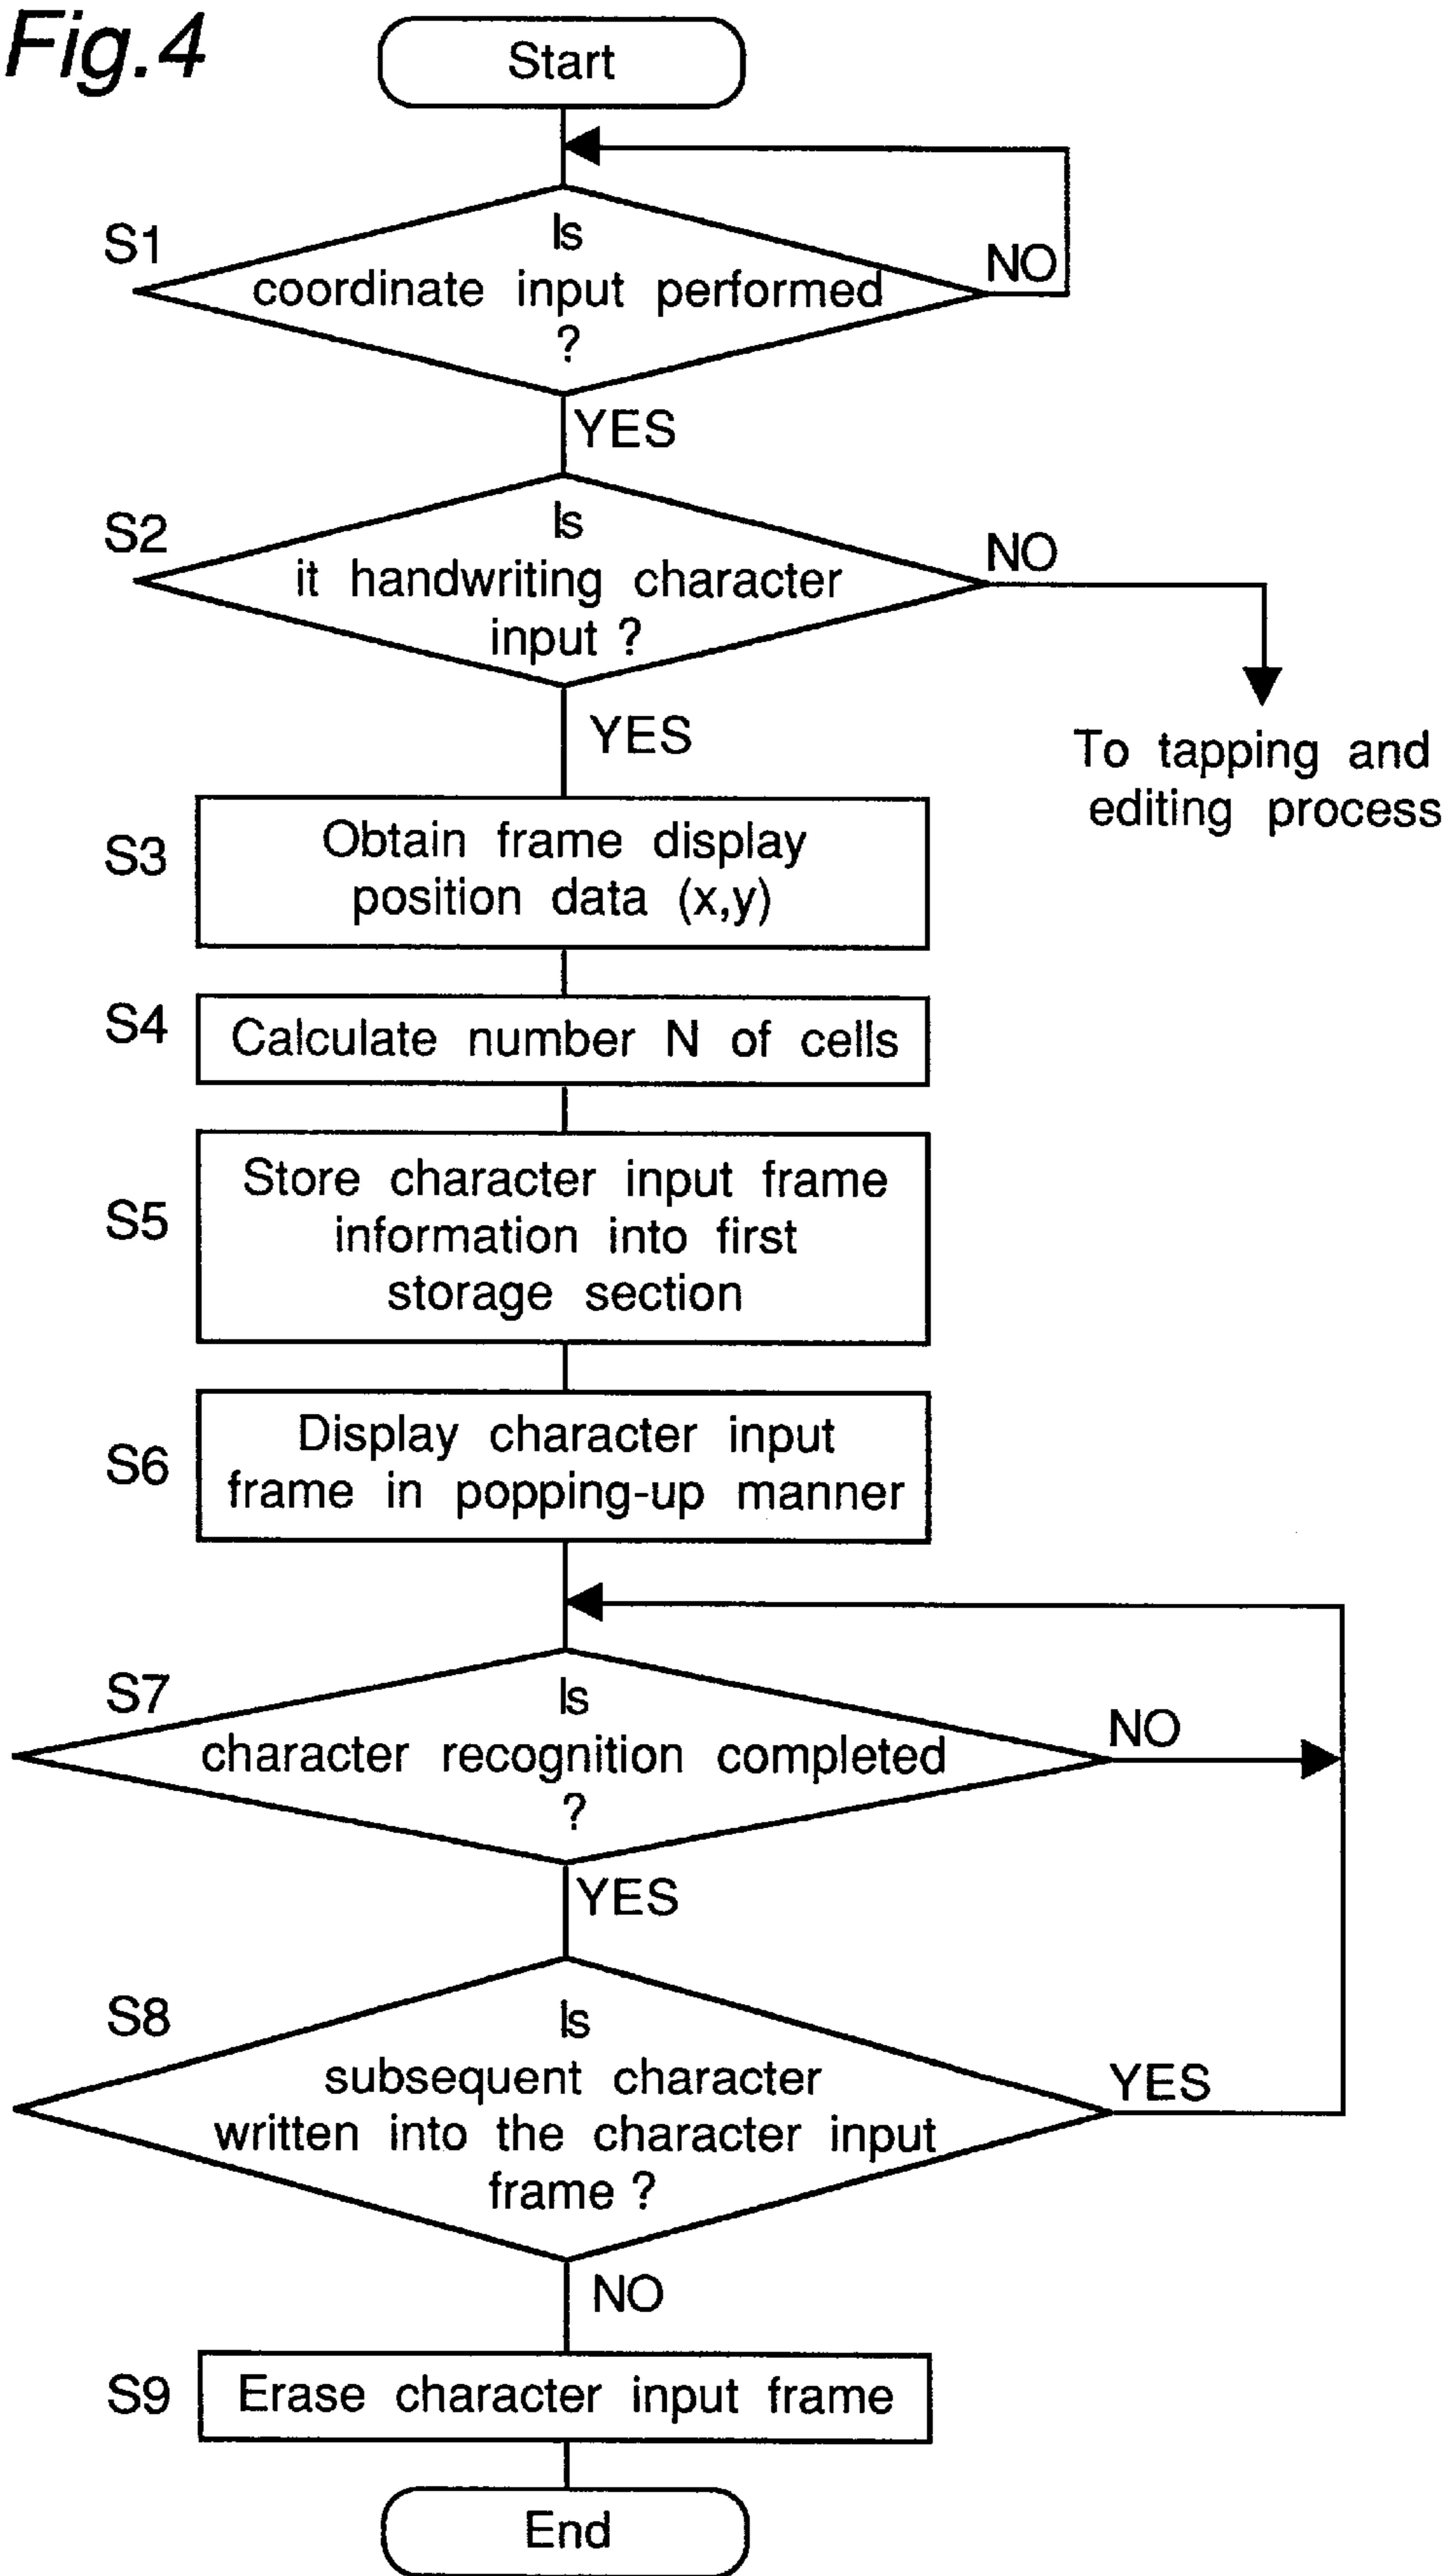 Fig.4
Start
S1
Is
coordinate input performed
?
NO
YES
S2
Is
it handwriting character
input ?
NO
To tapping and
editing process
YES
S3
Obtain frame display
position data (x,y)
S4
Calculate number N of cells
S5
Store character input frame
information into first
storage section
S6
Display character input
frame in popping-up manner
S7
Is
character recognition completed
?
NO
YES
S8
Is
subsequent character
written into the character input
frame ?
YES
NO
S9
Erase character input frame
End